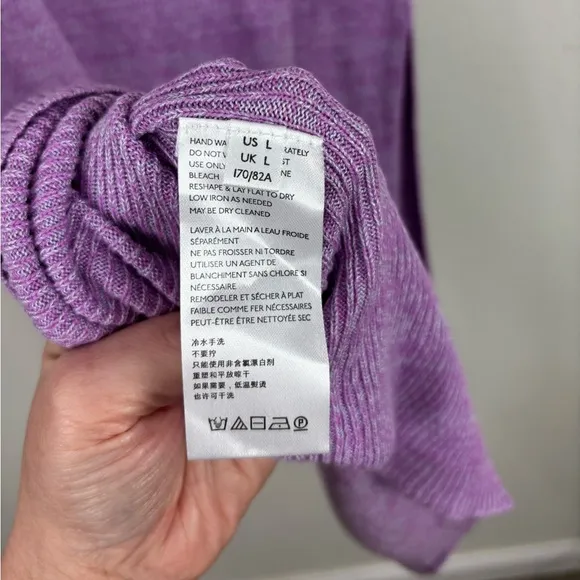 US L
UK L
170/82A
HAND WA RATELY
DO NOT ST
USE ONLY NE
BLEACH
RESHAPE & LAY FLAT TO DRY
LOW IRON AS NEEDED
MAY BE DRY CLEANED
LAVER À LA MAIN A LEAU FROIDE
SÉPARÉMENT
NE PAS FROISSER NI TORDRE
UTILISER UN AGENT DE
BLANCHIMENT SANS CHLORE SI
NÉCESSAIRE
REMODELER ET SÉCHER À PLAT
FAIBLE COMME FER NÉCESSAIRES
PEUT-ÊTRE ÊTRE NETTOYÉE SEC
冷水手洗
不要拧
只能使用非氯漂白剂
重塑和平放晾干
如果需要，低温熨烫
也许可干洗
P